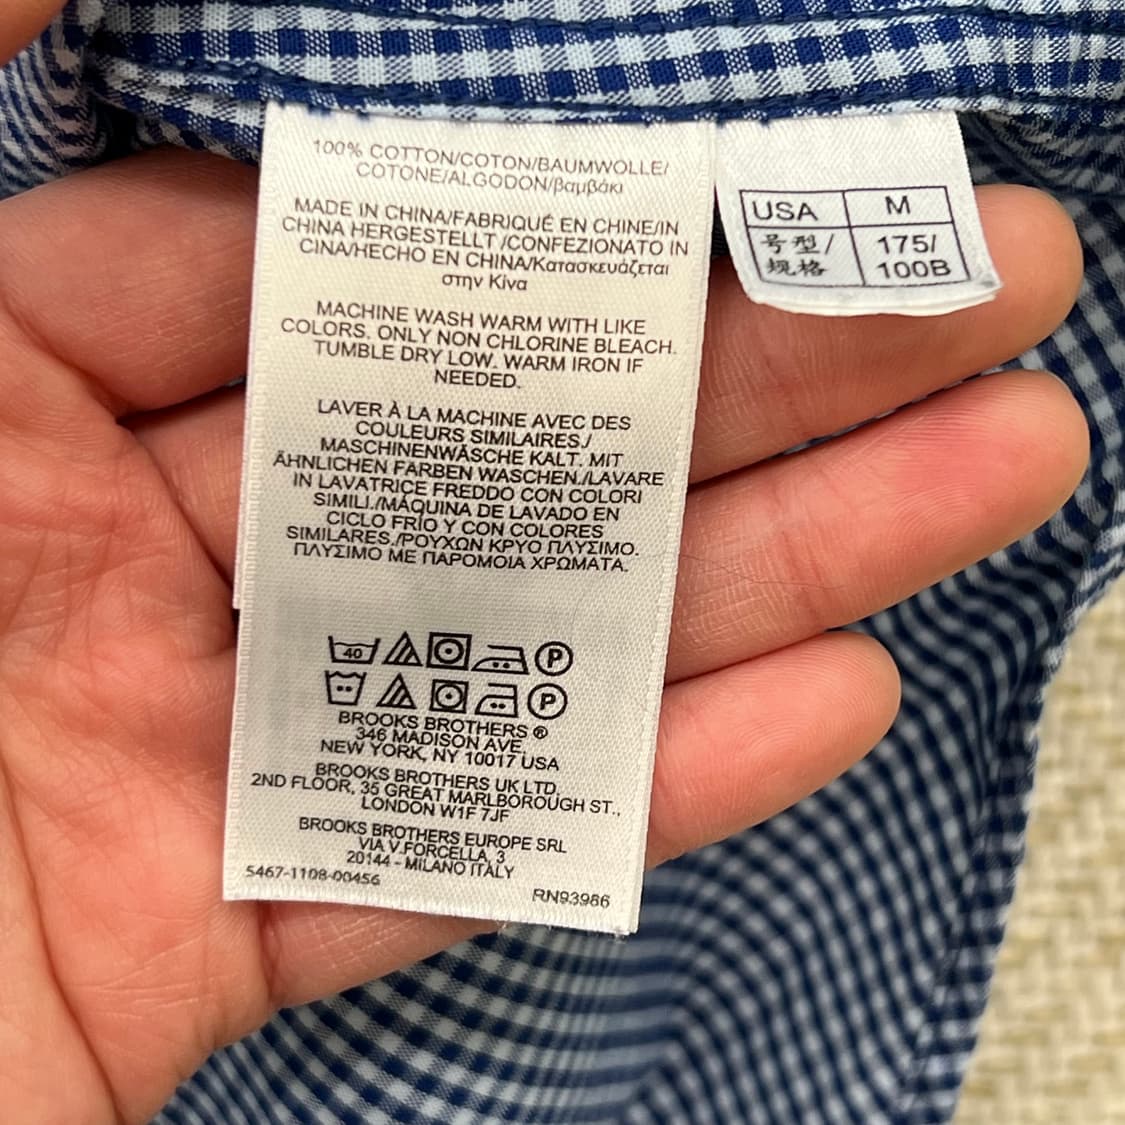 100% COTTON/COTON/BAUMWOLLE/
COTONE/ALGODON/βαμβάκι
MADE IN CHINA/FABRIQUÉ EN CHINE/IN
CHINA HERGESTELLT /CONFEZIONATO IN
CINA/HECHO EN CHINA/Κατασκευάζεται
στην Κίνα
MACHINE WASH WARM WITH LIKE
COLORS. ONLY NON CHLORINE BLEACH.
TUMBLE DRY LOW. WARM IRON IF
NEEDED.
LAVER À LA MACHINE AVEC DES
COULEURS SIMILAIRES./
MASCHINENWÄSCHE KALT. MIT
ÄHNLICHEN FARBEN WASCHEN./LAVARE
IN LAVATRICE FREDDO CON COLORI
SIMILI./MÁQUINA DE LAVADO EN
CICLO FRÍO Y CON COLORES
SIMILARES./ΡΟΥΧΩΝ ΚΡΥΟ ΠΛΥΣΙΜΟ.
ΠΛΥΣΙΜΟ ΜΕ ΠΑΡΟΜΟΙΑ ΧΡΩΜΑΤΑ.
40 P
P
BROOKS BROTHERS ®
346 MADISON AVE,
NEW YORK, NY 10017 USA
BROOKS BROTHERS UK LTD.
2ND FLOOR, 35 GREAT MARLBOROUGH ST.,
LONDON W1F 7JF
BROOKS BROTHERS EUROPE SRL
VIA V.FORCELLA, 3
20144 - MILANO ITALY
5467-1108-00456
RN93986
USA M
号型/ 175/
规格 100B